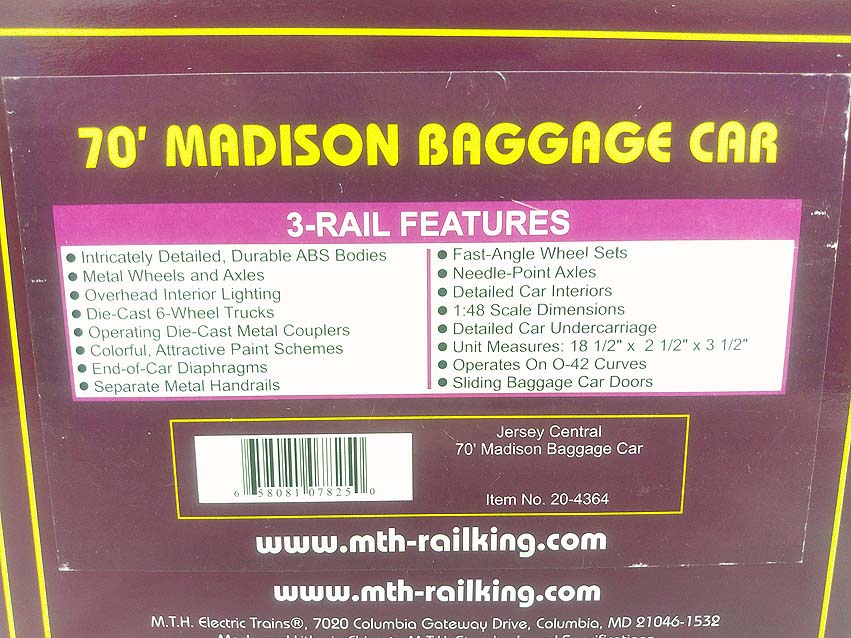 70' MADISON BAGGAGE CAR
3-RAIL FEATURES
● Intricately Detailed, Durable ABS Bodies
● Metal Wheels and Axles
● Overhead Interior Lighting
● Die-Cast 6-Wheel Trucks
● Operating Die-Cast Metal Couplers
● Colorful, Attractive Paint Schemes
● End-of-Car Diaphragms
● Separate Metal Handrails
● Fast-Angle Wheel Sets
● Needle-Point Axles
● Detailed Car Interiors
● 1:48 Scale Dimensions
● Detailed Car Undercarriage
● Unit Measures: 18 1/2" x 2 1/2" x 3 1/2"
● Operates On O-42 Curves
● Sliding Baggage Car Doors
6 58081 07825 0
Jersey Central
70' Madison Baggage Car
Item No. 20-4364
www.mth-railking.com
www.mth-railking.com
M.T.H. Electric Trains®, 7020 Columbia Gateway Drive, Columbia, MD 21046-1532